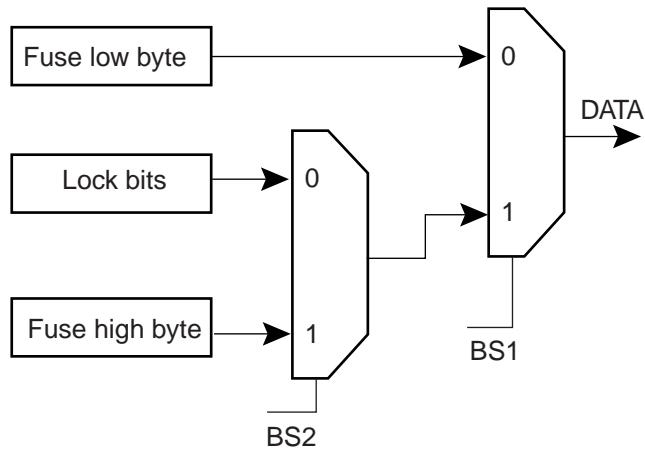 Fuse low byte
0
DATA
Lock bits
0
1
Fuse high byte
1
BS1
BS2